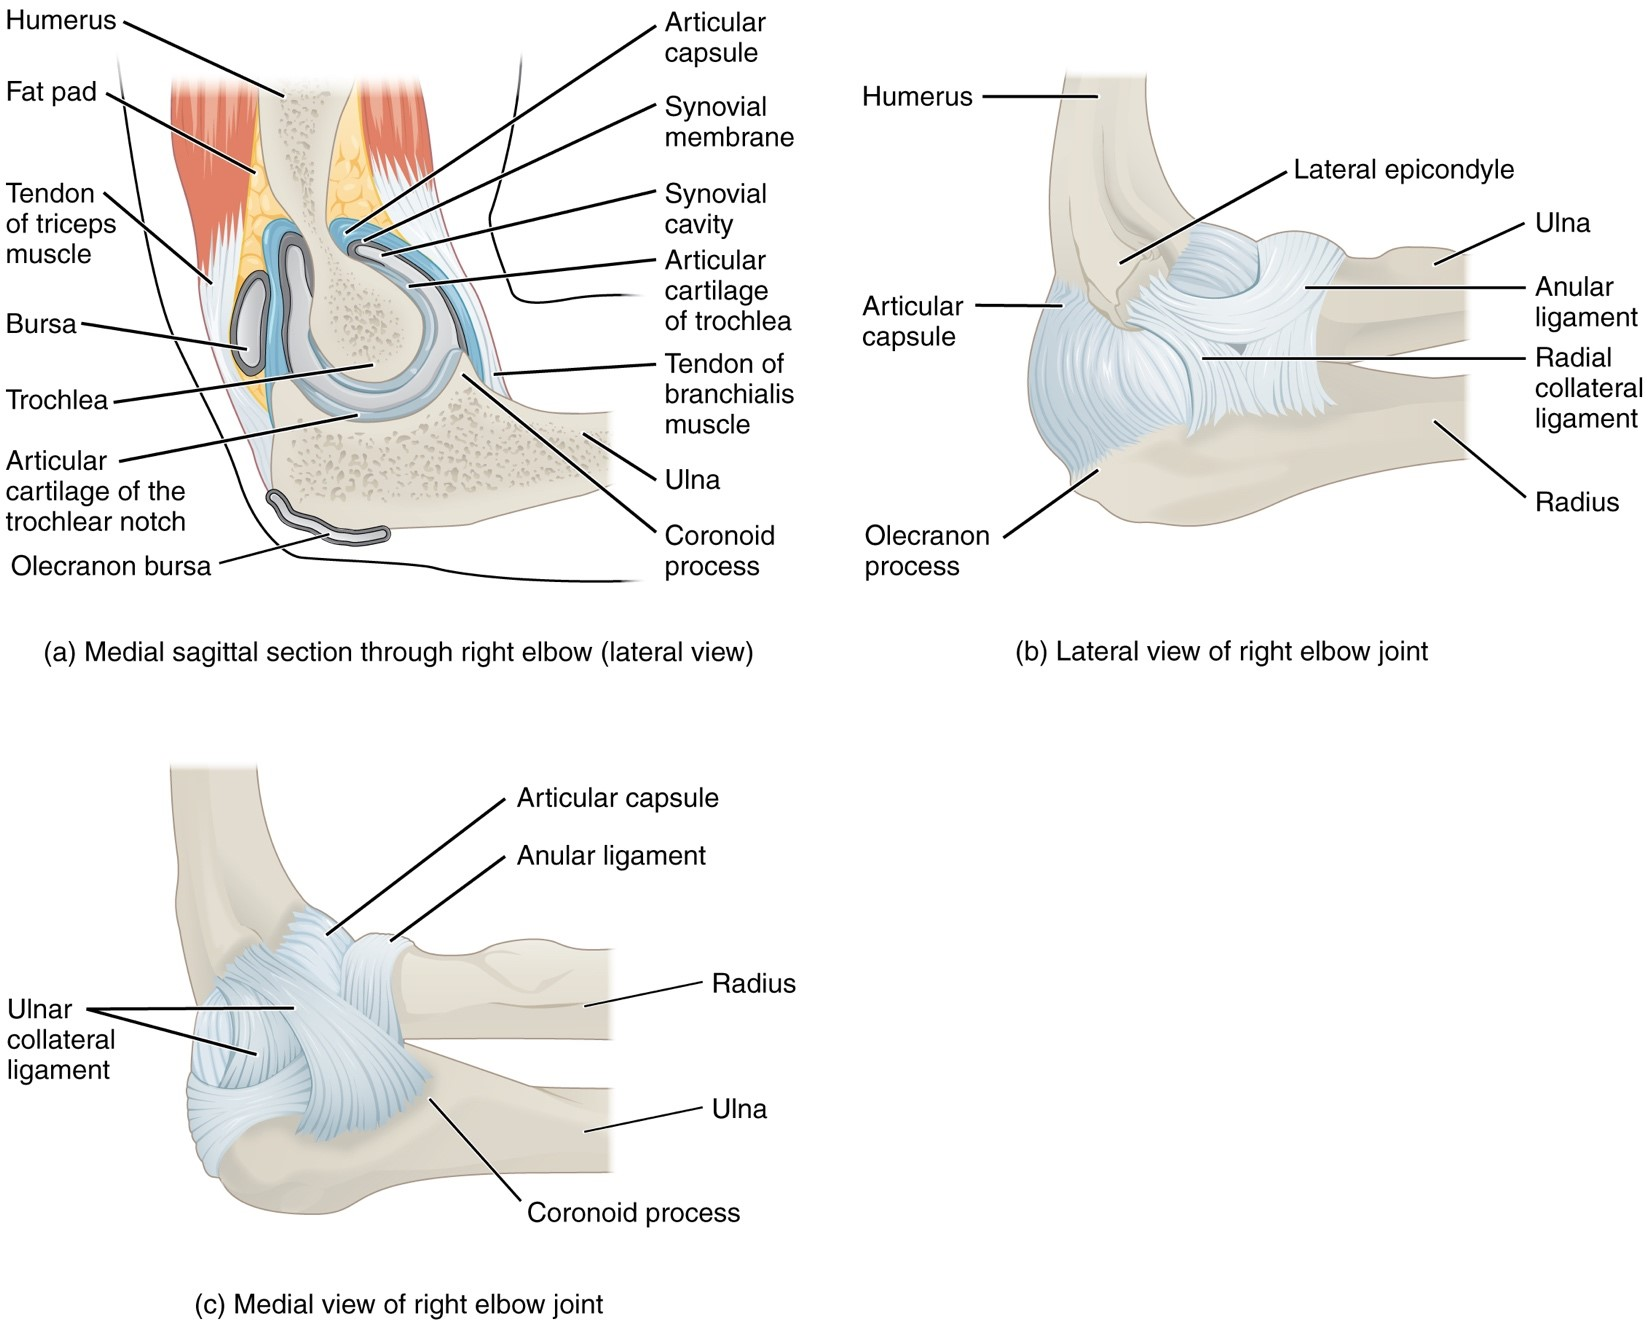 Humerus
Fat pad
Tendon
of triceps
muscle
Bursa
Trochlea
Articular
cartilage of the
trochlear notch
Olecranon bursa
Articular
capsule
Synovial
membrane
Synovial
cavity
Articular
cartilage
of trochlea
Tendon of
branchialis
muscle
Ulna
Coronoid
process
(a) Medial sagittal section through right elbow (lateral view)
Humerus
Lateral epicondyle
Ulna
Articular
capsule
Anular
ligament
Radial
collateral
ligament
Olecranon
process
Radius
(b) Lateral view of right elbow joint
Articular capsule
Anular ligament
Radius
Ulnar
collateral
ligament
Ulna
Coronoid process
(c) Medial view of right elbow joint